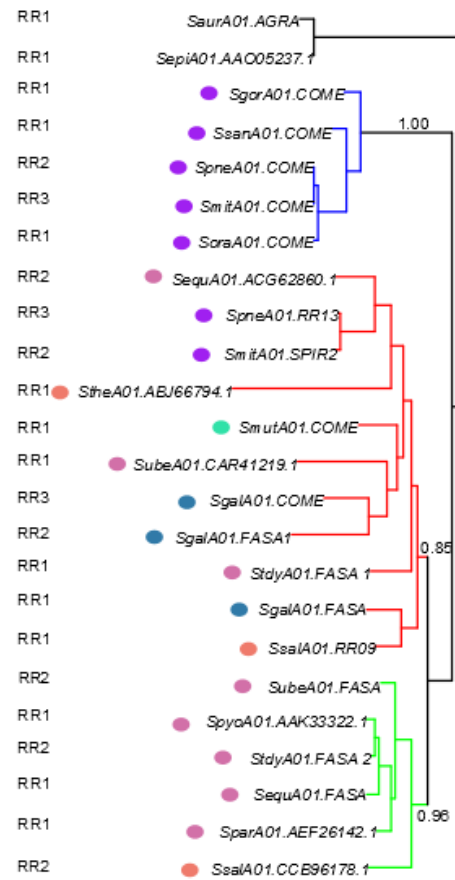 RR1 SaurA01.AGRA
RR1 SepiA01.AAO05237.1
RR1 SgorA01.COME
1.00
RR1 SsanA01.COME
RR2 SpneA01.COME
RR3 SmitA01.COME
RR1 SoraA01.COME
RR2 SequA01.ACG62860.1
RR3 SpneA01.RR13
RR2 SmitA01.SPIR2
RR1 StheA01.ABJ66794.1
RR1 SmutA01.COME
RR1 SubeA01.CAR41219.1
RR3 SgalA01.COME
RR2 SgalA01.FASA1
0.85
RR1 StdyA01.FASA 1
RR1 SgalA01.FASA
RR1 SsalA01.RR09
RR2 SubeA01.FASA
RR1 SpyoA01.AAK33322.1
RR2 StdyA01.FASA 2
RR1 SequA01.FASA
0.96
RR1 SparA01.AEF26142.1
RR2 SsalA01.CCB96178.1